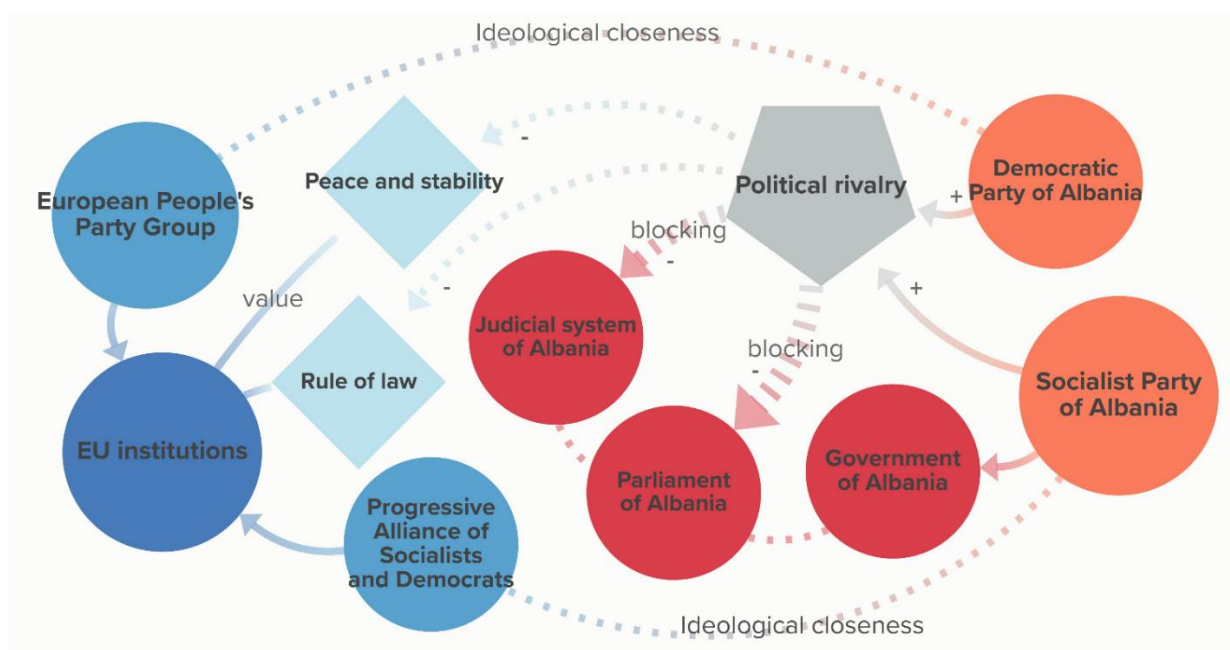 Ideological closeness
European People's
Party Group
Peace and stability
-
Political rivalry
Democratic
Party of Albania
+
blocking
-
-
value
+
Judicial system
of Albania
blocking
-
Rule of law
Socialist Party
of Albania
EU institutions
Parliament
of Albania
Government
of Albania
Progressive
Alliance of
Socialists
and Democrats
Ideological closeness